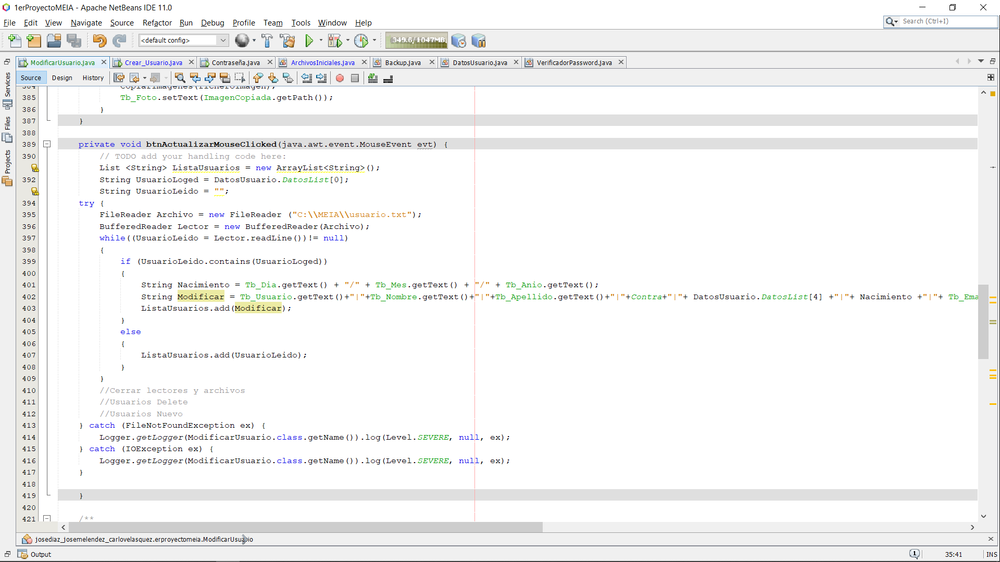 1erProyectoMEIA - Apache NetBeans IDE 11.0
File Edit View Navigate Source Refactor Run Debug Profile Team Tools Window Help
Search (Ctrl+I)
<default config>
349.6/1047MB
ModificarUsuario.java
Crear_Usuario.java
Contraseña.java
ArchivosIniciales.java
Backup.java
DatosUsuario.java
VerificadorPassword.java
Source Design History
Services
Files
Projects
384 CopiarImagenes(ficheroImagen);
385 Tb_Foto.setText(ImagenCopiada.getPath());
386 }
387 }
388
389 private void btnActualizarMouseClicked(java.awt.event.MouseEvent evt) {
390 // TODO add your handling code here:
List <String> ListaUsuarios = new ArrayList<String>();
392 String UsuarioLoged = DatosUsuario.DatosList[0];
String UsuarioLeido = "";
394 try {
395 FileReader Archivo = new FileReader ("C:\\MEIA\\usuario.txt");
396 BufferedReader Lector = new BufferedReader(Archivo);
397 while((UsuarioLeido = Lector.readLine())!= null)
398 {
399 if (UsuarioLeido.contains(UsuarioLoged))
400 {
401 String Nacimiento = Tb_Dia.getText() + "/" + Tb_Mes.getText() + "/" + Tb_Anio.getText();
402 String Modificar = Tb_Usuario.getText()+"|"+Tb_Nombre.getText()+"|"+Tb_Apellido.getText()+"|"+Contra+"|"+ DatosUsuario.DatosList[4] +"|"+ Nacimiento +"|"+ Tb_Ema
403 ListaUsuarios.add(Modificar);
404 }
405 else
406 {
407 ListaUsuarios.add(UsuarioLeido);
408 }
409 }
410 //Cerrar lectores y archivos
411 //Usuarios Delete
412 //Usuarios Nuevo
413 } catch (FileNotFoundException ex) {
414 Logger.getLogger(ModificarUsuario.class.getName()).log(Level.SEVERE, null, ex);
415 } catch (IOException ex) {
416 Logger.getLogger(ModificarUsuario.class.getName()).log(Level.SEVERE, null, ex);
417 }
418
419 }
420
421 /**
josediaz_josemelendez_carlovelasquez.erproyectomeia.ModificarUsuario
Output
1
35:41
INS